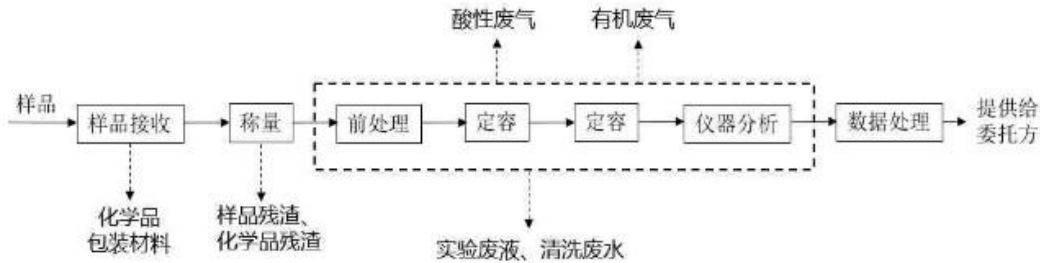 酸性废气
有机废气
样品
样品接收
称量
前处理
定容
定容
仪器分析
数据处理
提供给
委托方
化学品
包装材料
样品残渣、
化学品残渣
实验废液、清洗废水